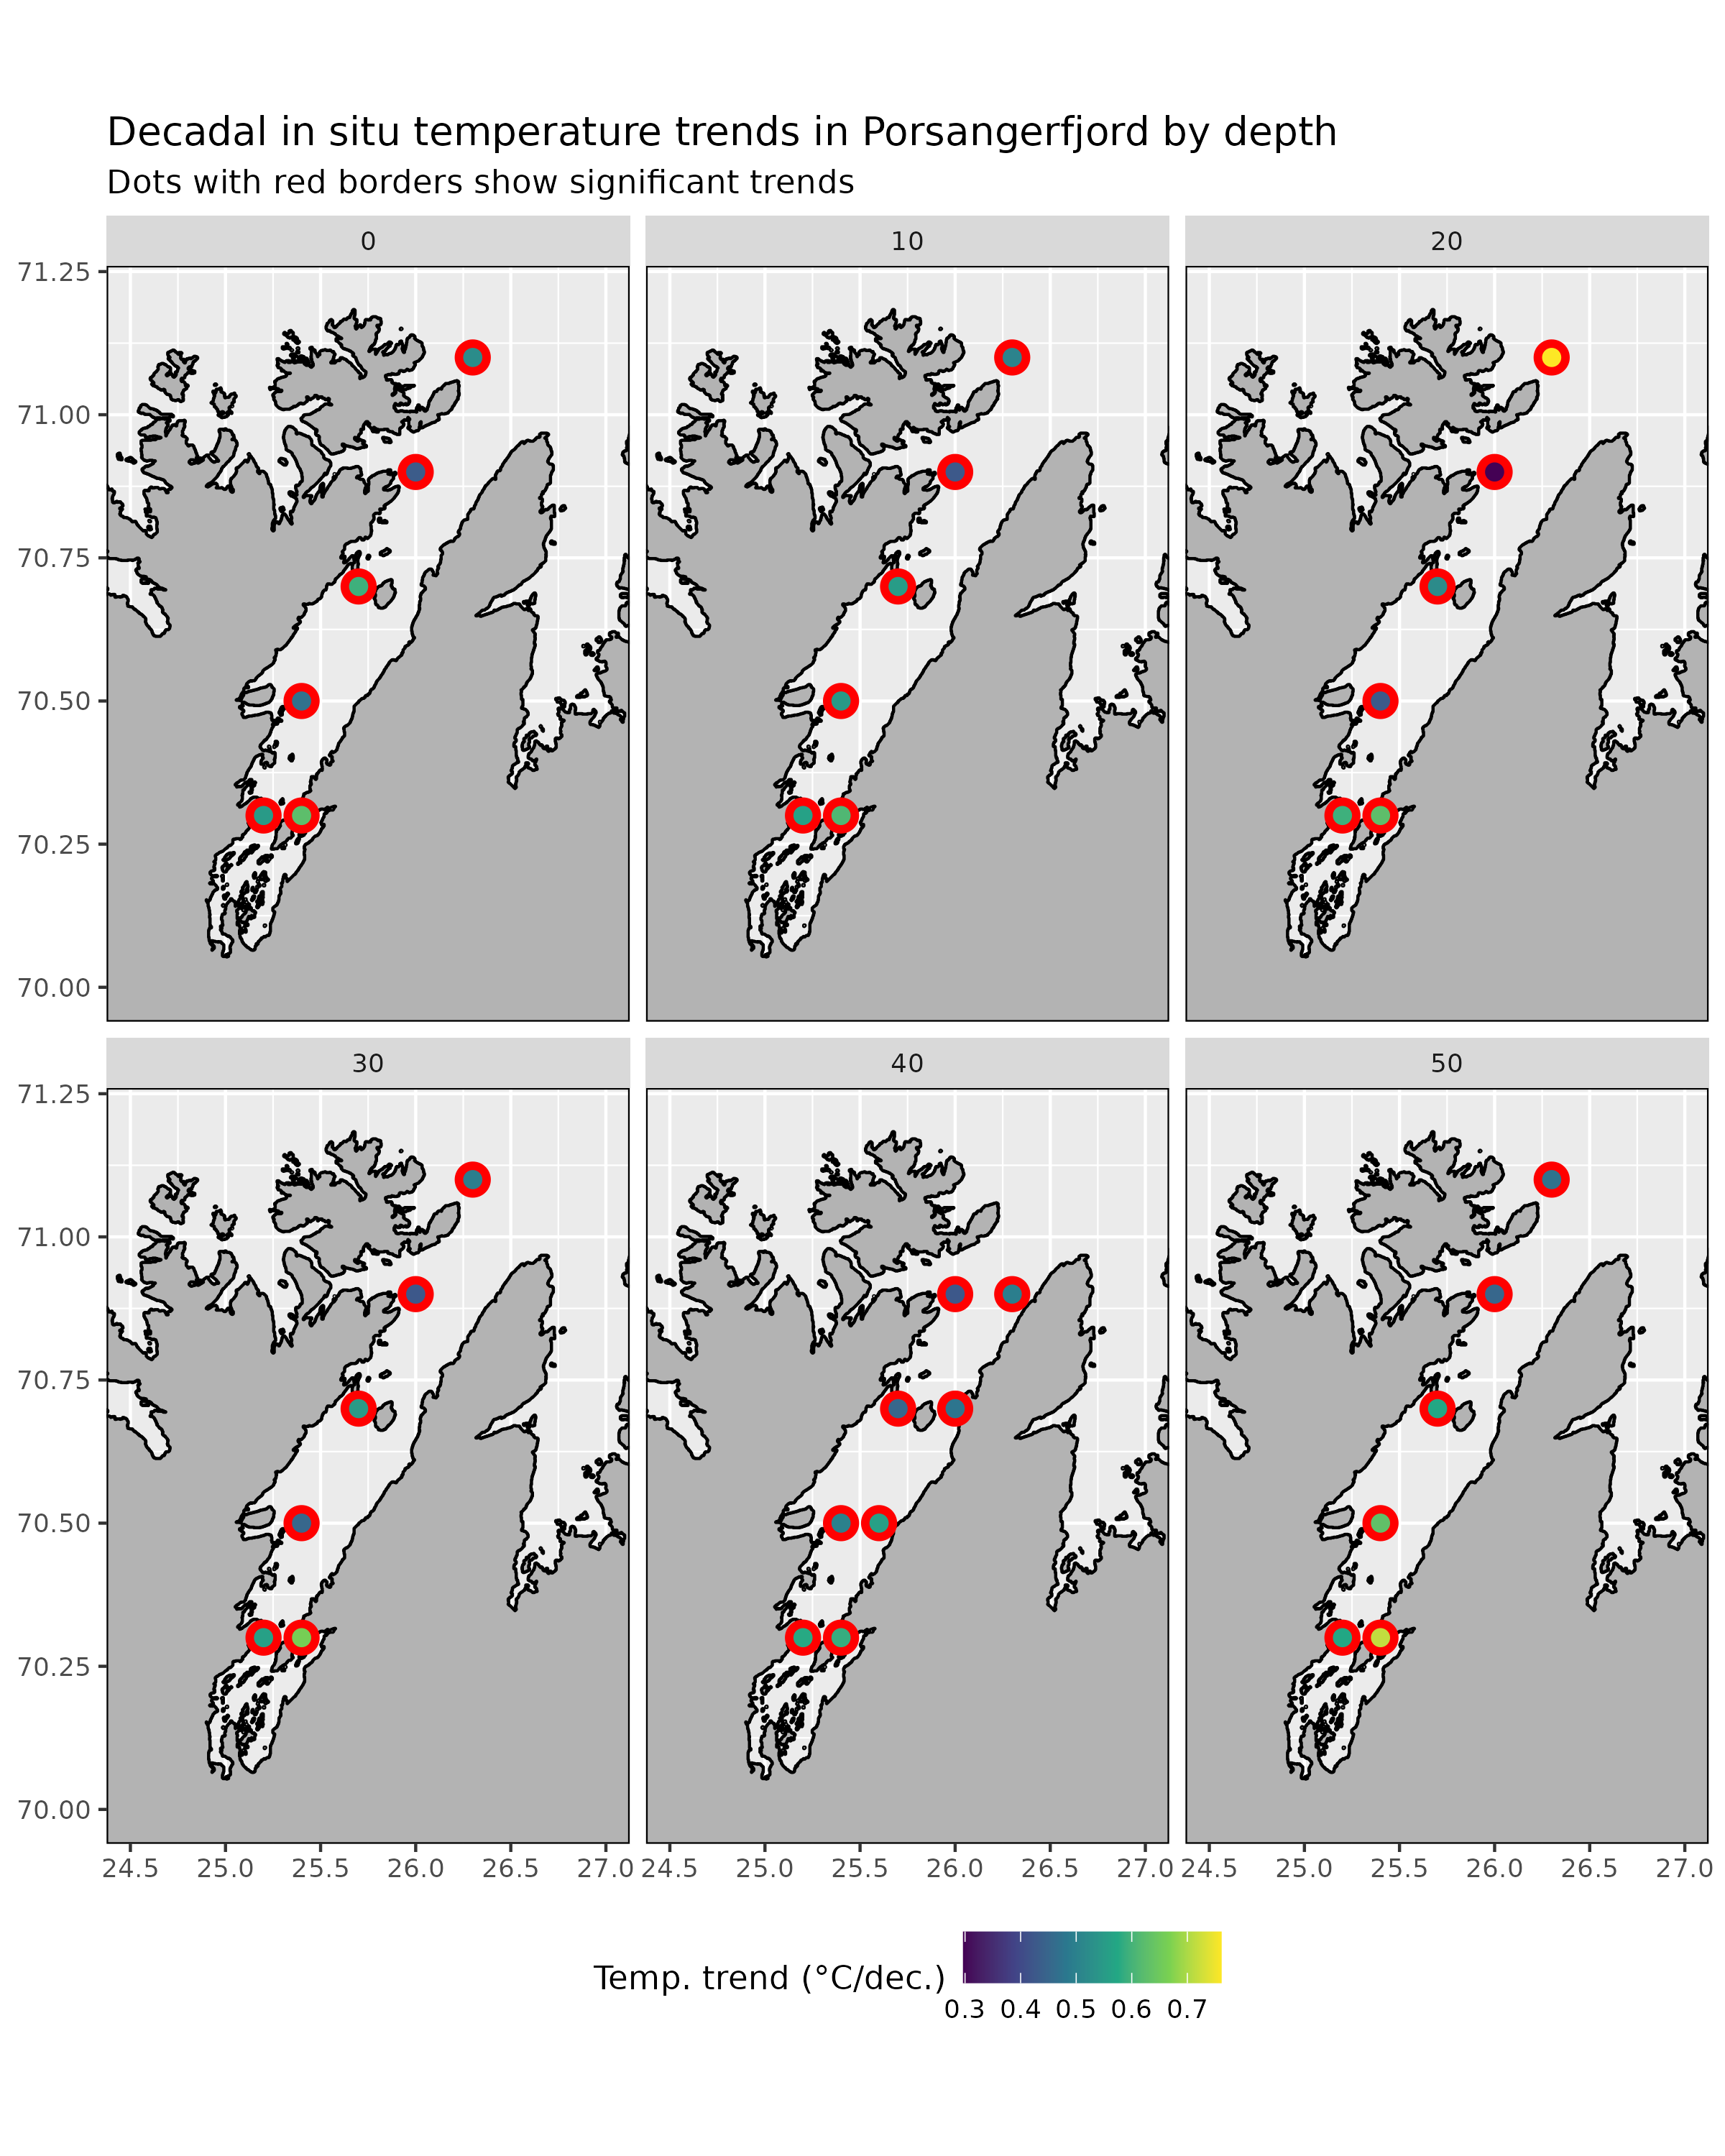 Decadal in situ temperature trends in Porsangerfjord by depth
Dots with red borders show significant trends
0 10 20
71.25
71.00
70.75
70.50
70.25
70.00
30 40 50
71.25
71.00
70.75
70.50
70.25
70.00
24.5 25.0 25.5 26.0 26.5 27.0 24.5 25.0 25.5 26.0 26.5 27.0 24.5 25.0 25.5 26.0 26.5 27.0
Temp. trend (°C/dec.)
0.3 0.4 0.5 0.6 0.7